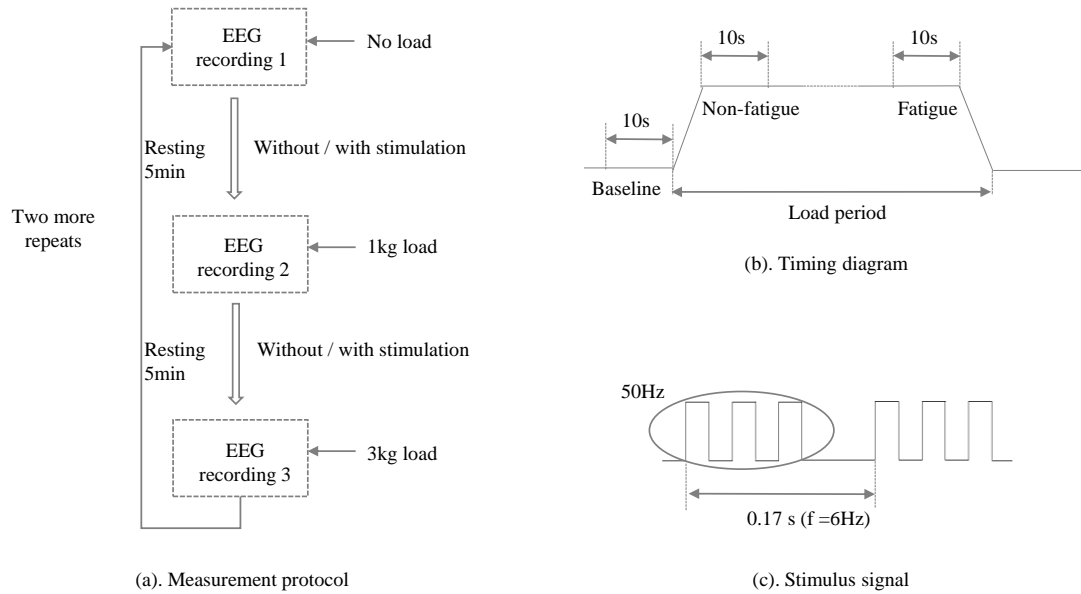 EEG
recording 1
No load
Resting
5min
Without / with stimulation
Two more
repeats
EEG
recording 2
1kg load
Resting
5min
Without / with stimulation
EEG
recording 3
3kg load
(a). Measurement protocol
10s
10s
Non-fatigue
Fatigue
10s
Baseline
Load period
(b). Timing diagram
50Hz
0.17 s (f =6Hz)
(c). Stimulus signal